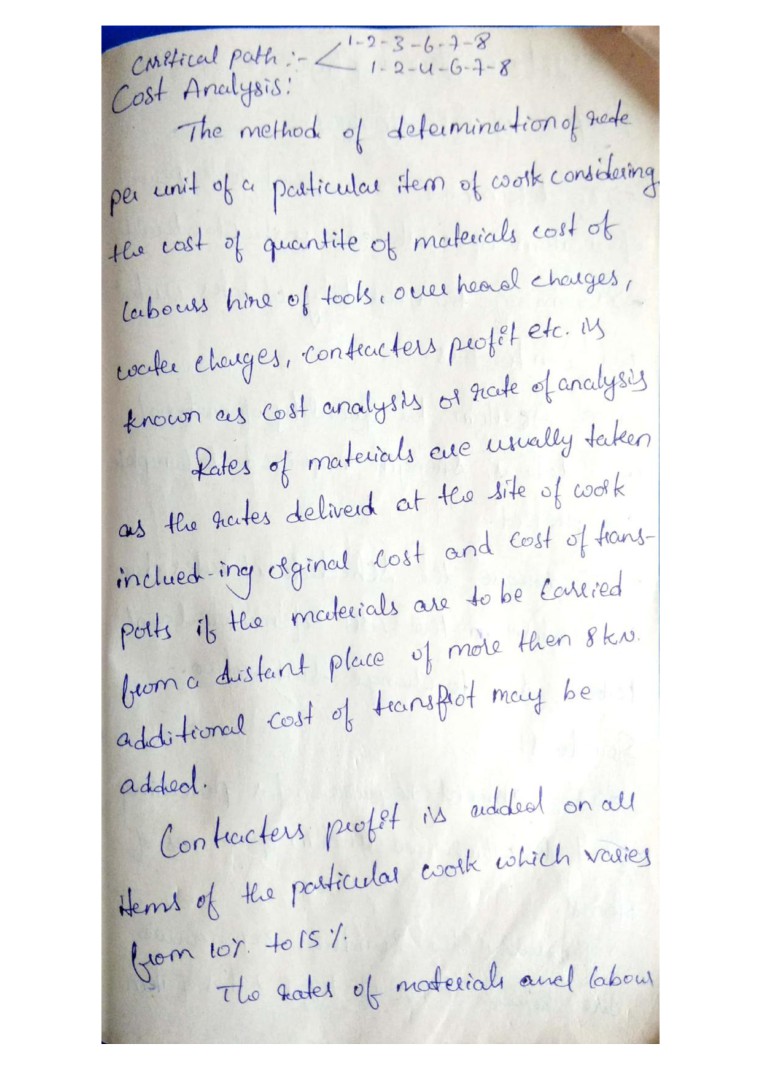 Critical path :- < 1-2-3-6-7-8
1-2-4-6-7-8
Cost Analysis:
The method of determination of rate
per unit of a particular item of work considering
the cost of quantite of materials cost of
labourss hire of tools, over head charges,
water charges, contracters profit etc. is
known as cost analysis or rate of analysis
Rates of materials are usually taken
as the rates deliverd at the site of work
inclued-ing orginal cost and cost of trans-
ports if the materials are to be carried
from a distant place of more then 8 km.
additional cost of transprot may be
added.
Contracters profit is added on all
items of the particular work which varies
from 10%. to 15 %.
The rates of materials and labour